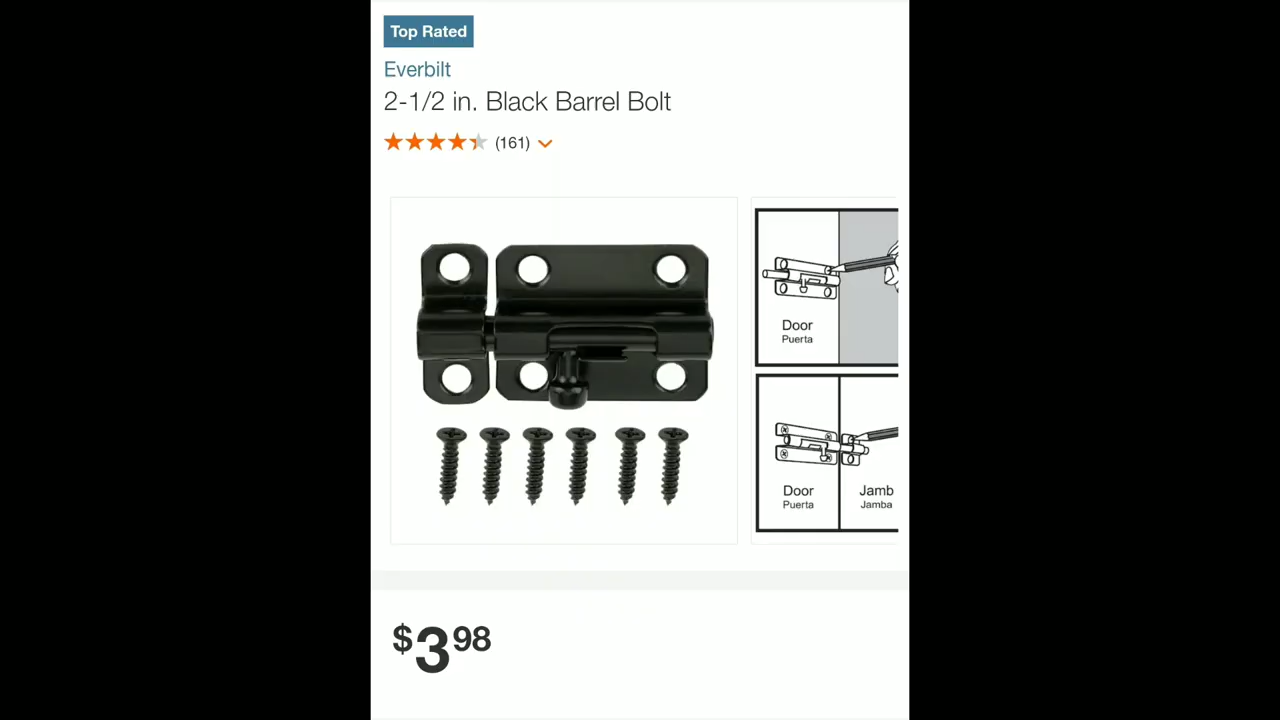 Top Rated
Everbilt
2-1/2 in. Black Barrel Bolt
(161)
Door
Puerta
Door
Puerta
Jamb
Jamba
$3 98